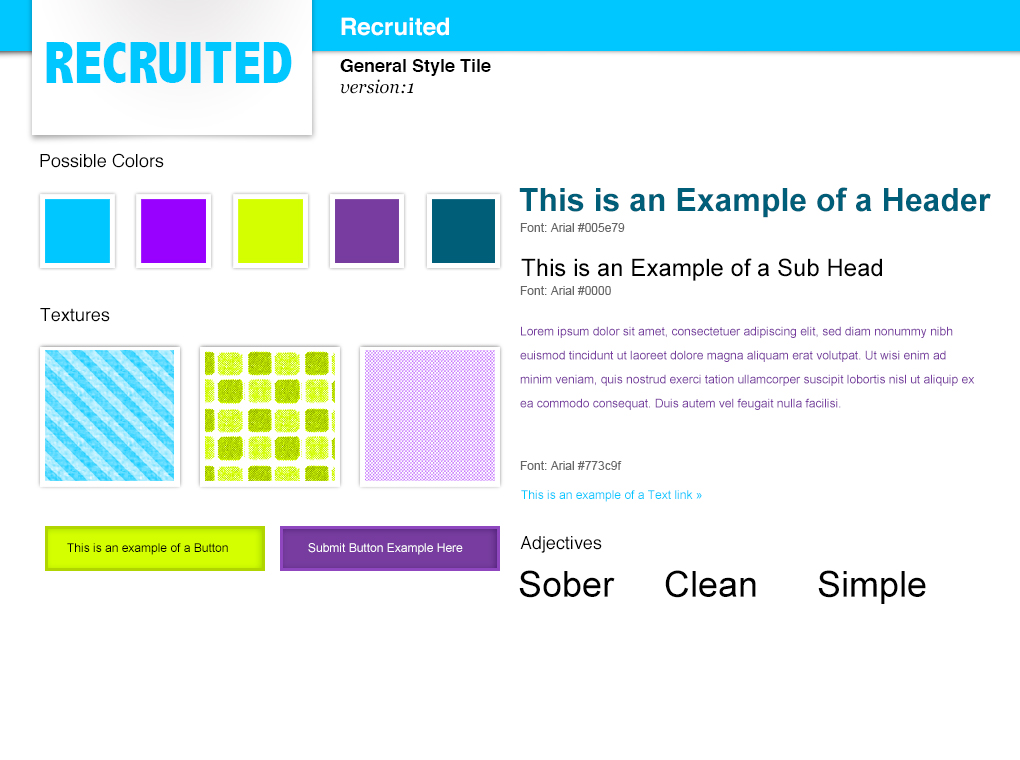 RECRUITED
Recruited
General Style Tile
version:1
Possible Colors
Textures
This is an example of a Button
Submit Button Example Here
This is an Example of a Header
Font: Arial #005e79
This is an Example of a Sub Head
Font: Arial #0000
Lorem ipsum dolor sit amet, consectetuer adipiscing elit, sed diam nonummy nibh
euismod tincidunt ut laoreet dolore magna aliquam erat volutpat. Ut wisi enim ad
minim veniam, quis nostrud exerci tation ullamcorper suscipit lobortis nisl ut aliquip ex
ea commodo consequat. Duis autem vel feugait nulla facilisi.
Font: Arial #773c9f
This is an example of a Text link »
Adjectives
Sober Clean Simple